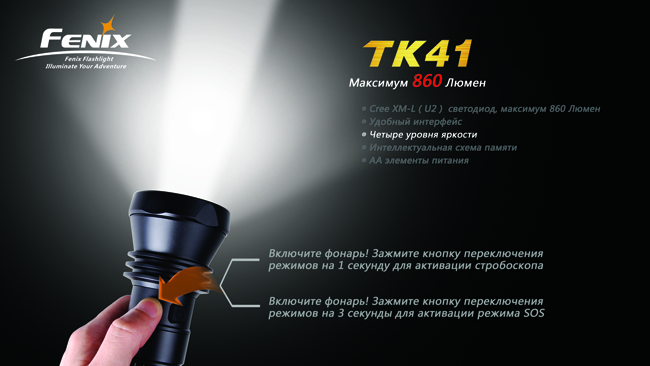 FENIX
Fenix Flashlight
Illuminate Your Adventure
TK41
Максимум 860 Люмен
Cree XM-L ( U2 ) светодиод, максимум 860 Люмен
Удобный интерфейс
Четыре уровня яркости
Интеллектуальная схема памяти
АА элементы питания
Включите фонарь! Зажмите кнопку переключения
режимов на 1 секунду для активации стробоскопа
Включите фонарь! Зажмите кнопку переключения
режимов на 3 секунды для активации режима SOS